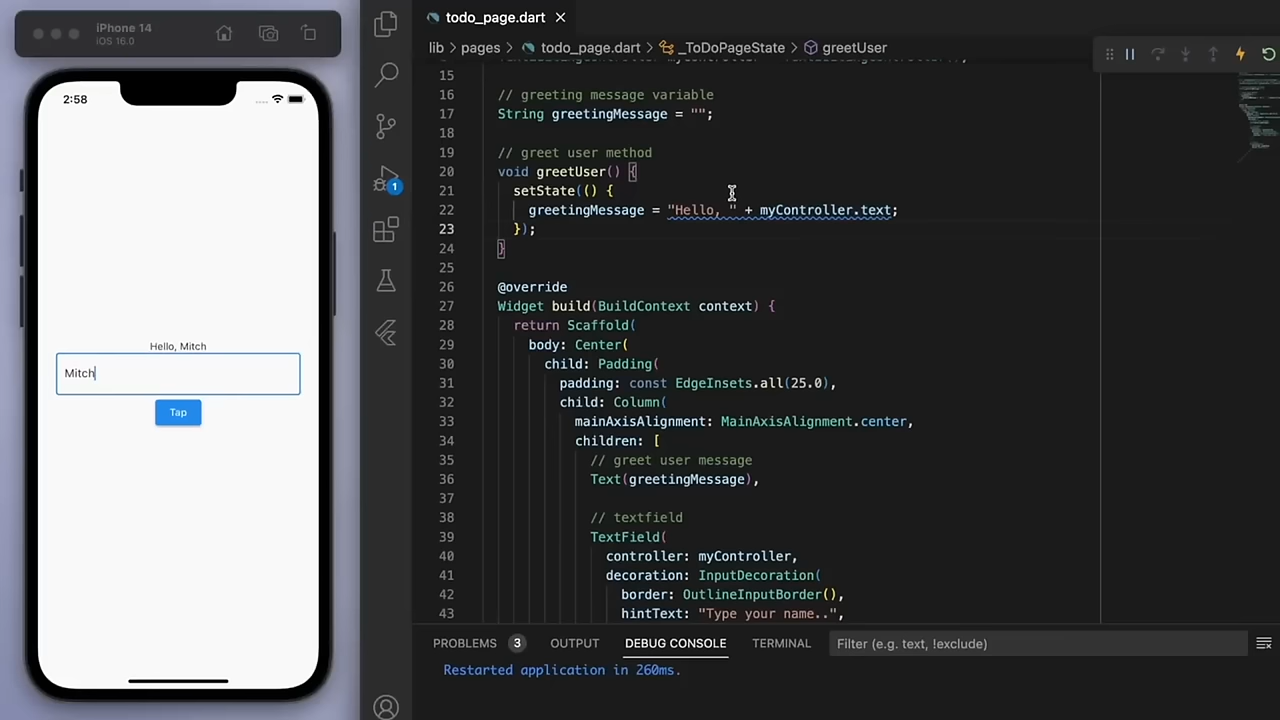 iPhone 14
iOS 16.0
2:58
Hello, Mitch
Mitch
Tap
1
todo_page.dart
lib > pages > todo_page.dart > _ToDoPageState > greetUser
15
16 // greeting message variable
17 String greetingMessage = "";
18
19 // greet user method
20 void greetUser() {
21 setState(() {
22 greetingMessage = "Hello, " + myController.text;
23 });
24 }
25
26 @override
27 Widget build(BuildContext context) {
28 return Scaffold(
29 body: Center(
30 child: Padding(
31 padding: const EdgeInsets.all(25.0),
32 child: Column(
33 mainAxisAlignment: MainAxisAlignment.center,
34 children: [
35 // greet user message
36 Text(greetingMessage),
37
38 // textfield
39 TextField(
40 controller: myController,
41 decoration: InputDecoration(
42 border: OutlineInputBorder(),
43 hintText: "Type your name..",
PROBLEMS 3 OUTPUT DEBUG CONSOLE TERMINAL Filter (e.g. text, !exclude)
Restarted application in 260ms.